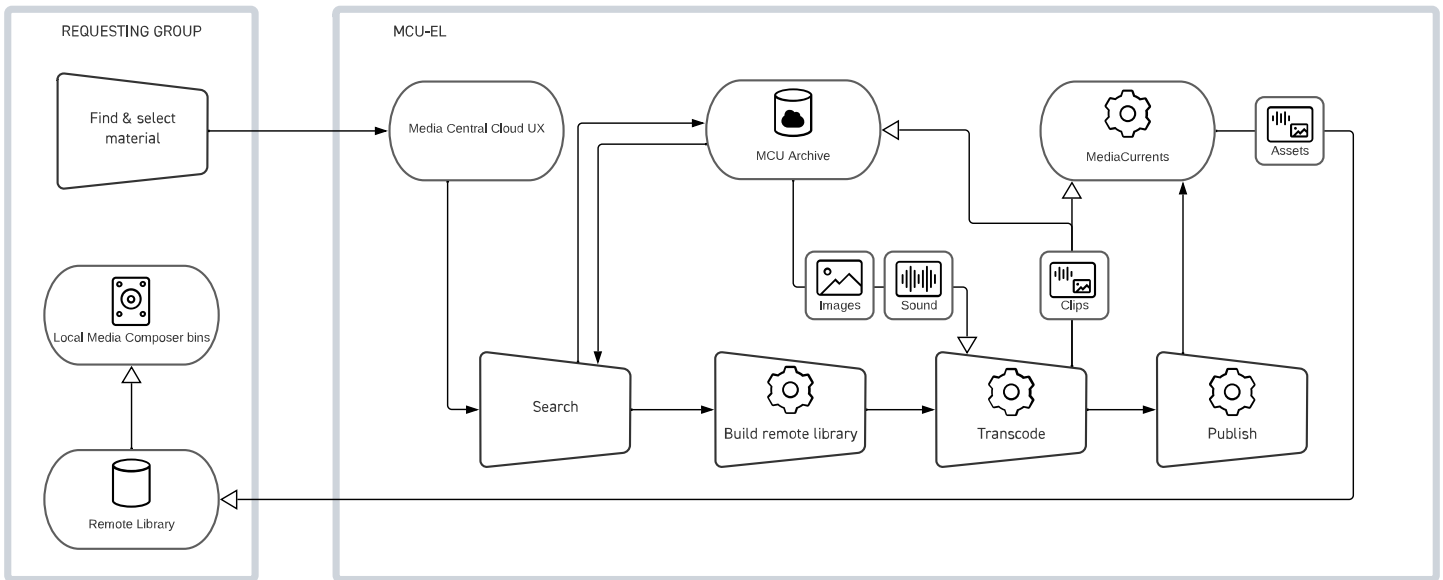 REQUESTING GROUP
Find & select
material
Local Media Composer bins
Remote Library
MCU-EL
Media Central Cloud UX
MCU Archive
MediaCurrents
Assets
Images
Sound
Clips
Search
Build remote library
Transcode
Publish